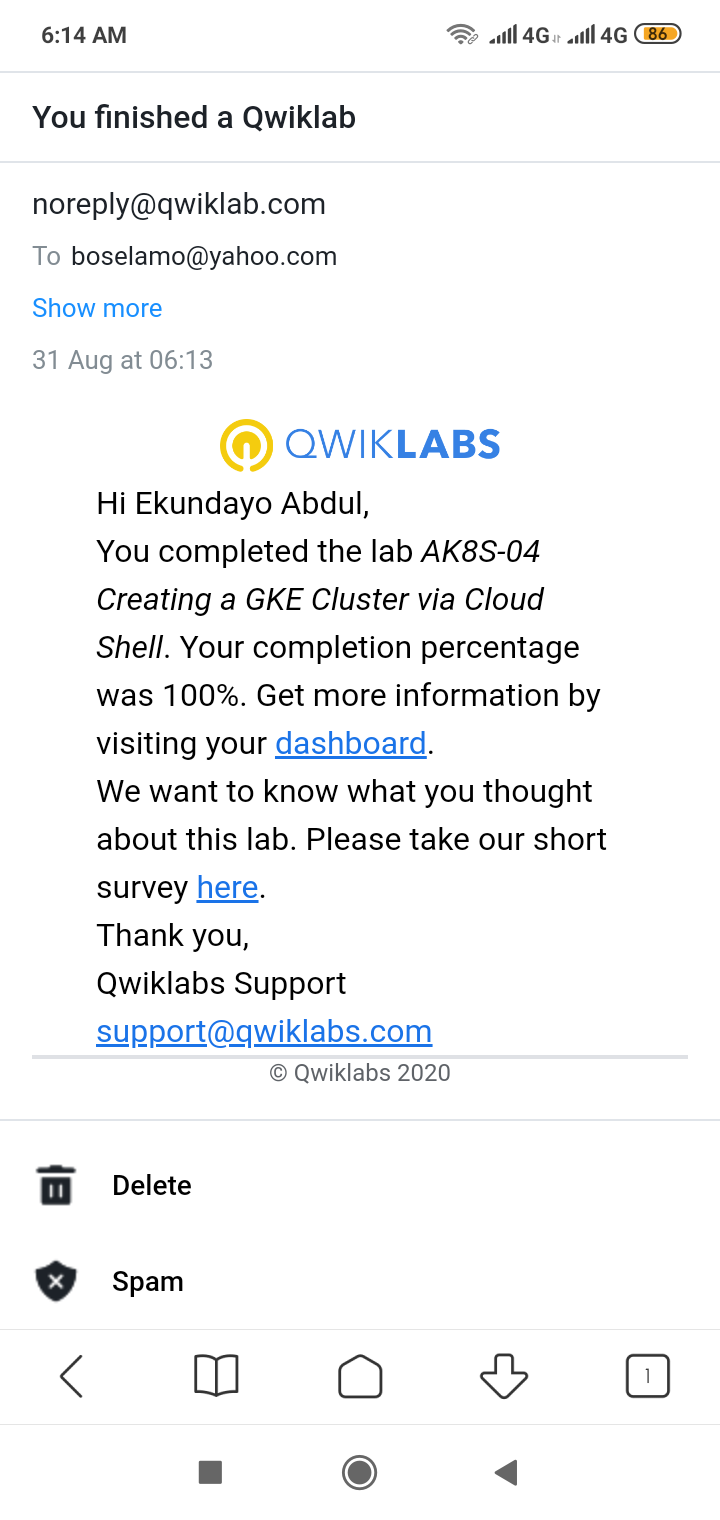 6:14 AM 4G 4G 86
You finished a Qwiklab
noreply@qwiklab.com
To boselamo@yahoo.com
Show more
31 Aug at 06:13
QWIKLABS
Hi Ekundayo Abdul,
You completed the lab AK8S-04
Creating a GKE Cluster via Cloud
Shell. Your completion percentage
was 100%. Get more information by
visiting your dashboard.
We want to know what you thought
about this lab. Please take our short
survey here.
Thank you,
Qwiklabs Support
support@qwiklabs.com
© Qwiklabs 2020
Delete
Spam
1